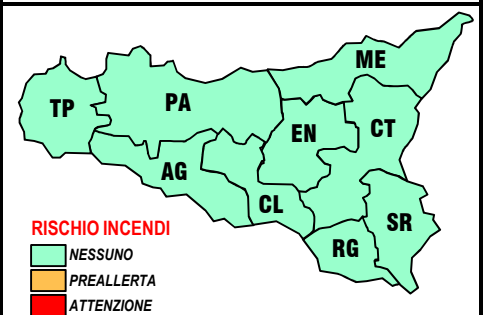 ME
TP
PA
EN
CT
AG
CL
SR
RG
RISCHIO INCENDI
NESSUNO
PREALLERTA
ATTENZIONE